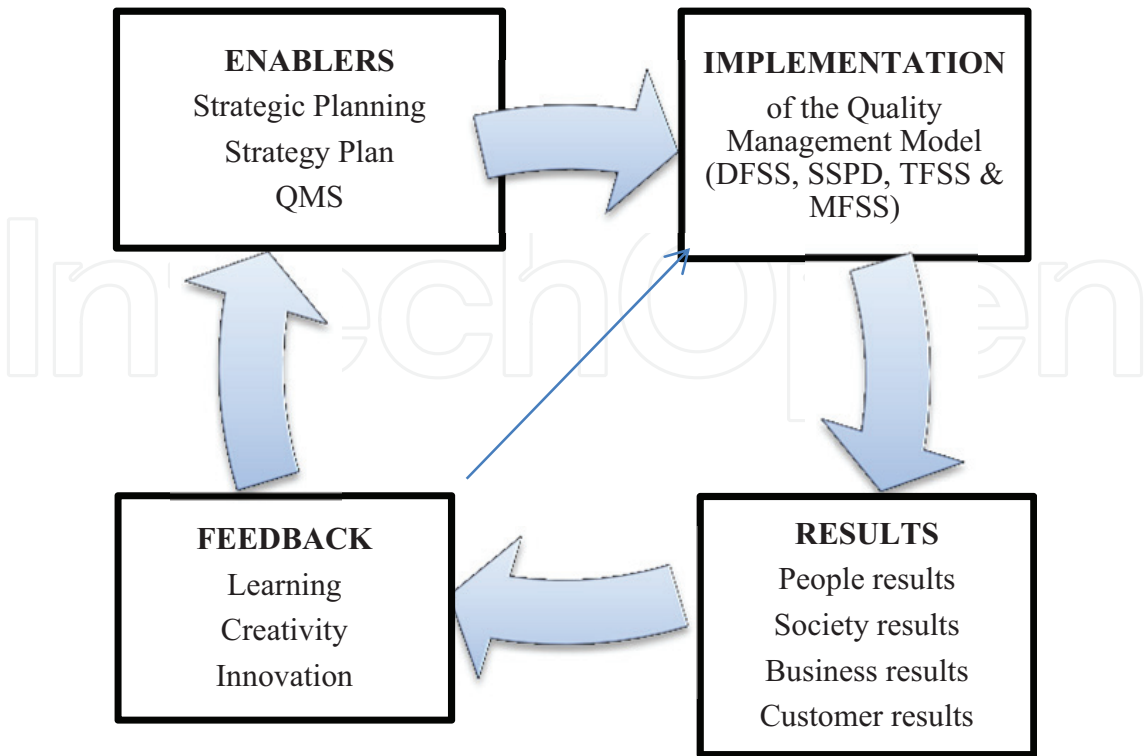 ENABLERS
Strategic Planning
Strategy Plan
QMS
IMPLEMENTATION
of the Quality
Management Model
(DFSS, SSPD, TFSS &
MFSS)
IntechOpen
FEEDBACK
Learning
Creativity
Innovation
RESULTS
People results
Society results
Business results
Customer results